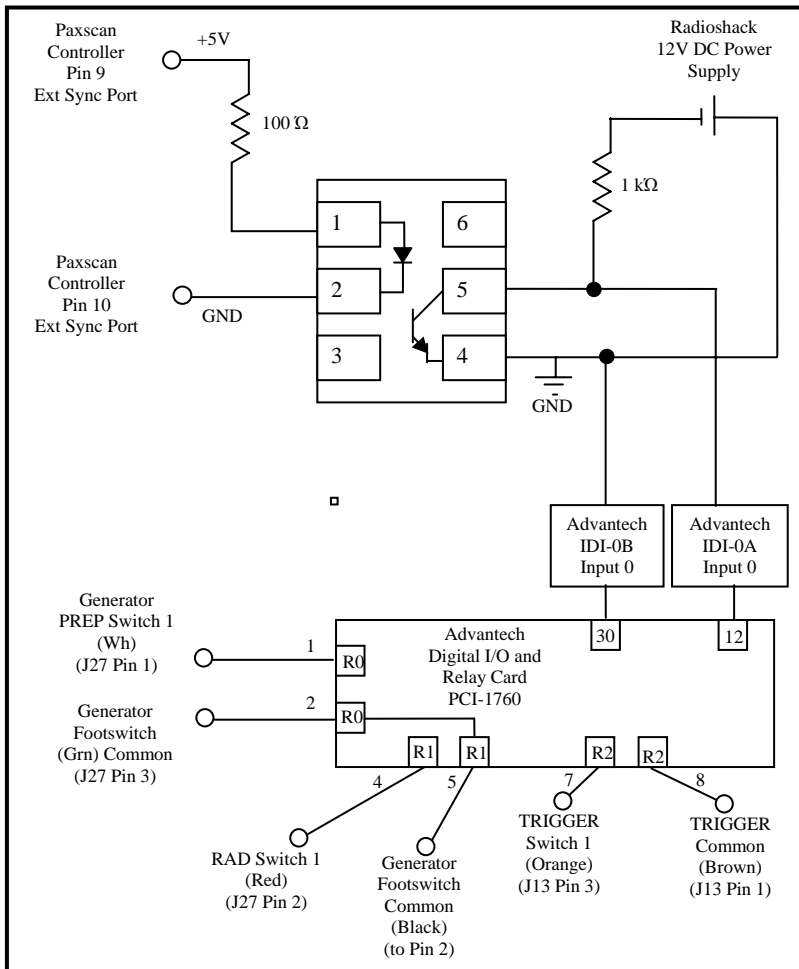 Paxscan
Controller
Pin 9
Ext Sync Port
+5V
100 Ώ
Radioshack
12V DC Power
Supply
1 kΏ
1
6
Paxscan
Controller
Pin 10
Ext Sync Port
GND
2
5
3
4
GND
Advantech
IDI-0B
Input 0
Advantech
IDI-0A
Input 0
Generator
PREP Switch 1
(Wh)
(J27 Pin 1)
1
R0
Advantech
Digital I/O and
Relay Card
PCI-1760
30
12
Generator
Footswitch
(Grn) Common
(J27 Pin 3)
2
R0
R1
R1
R2
R2
4
5
7
8
RAD Switch 1
(Red)
(J27 Pin 2)
Generator
Footswitch
Common
(Black)
(to Pin 2)
TRIGGER
Switch 1
(Orange)
(J13 Pin 3)
TRIGGER
Common
(Brown)
(J13 Pin 1)